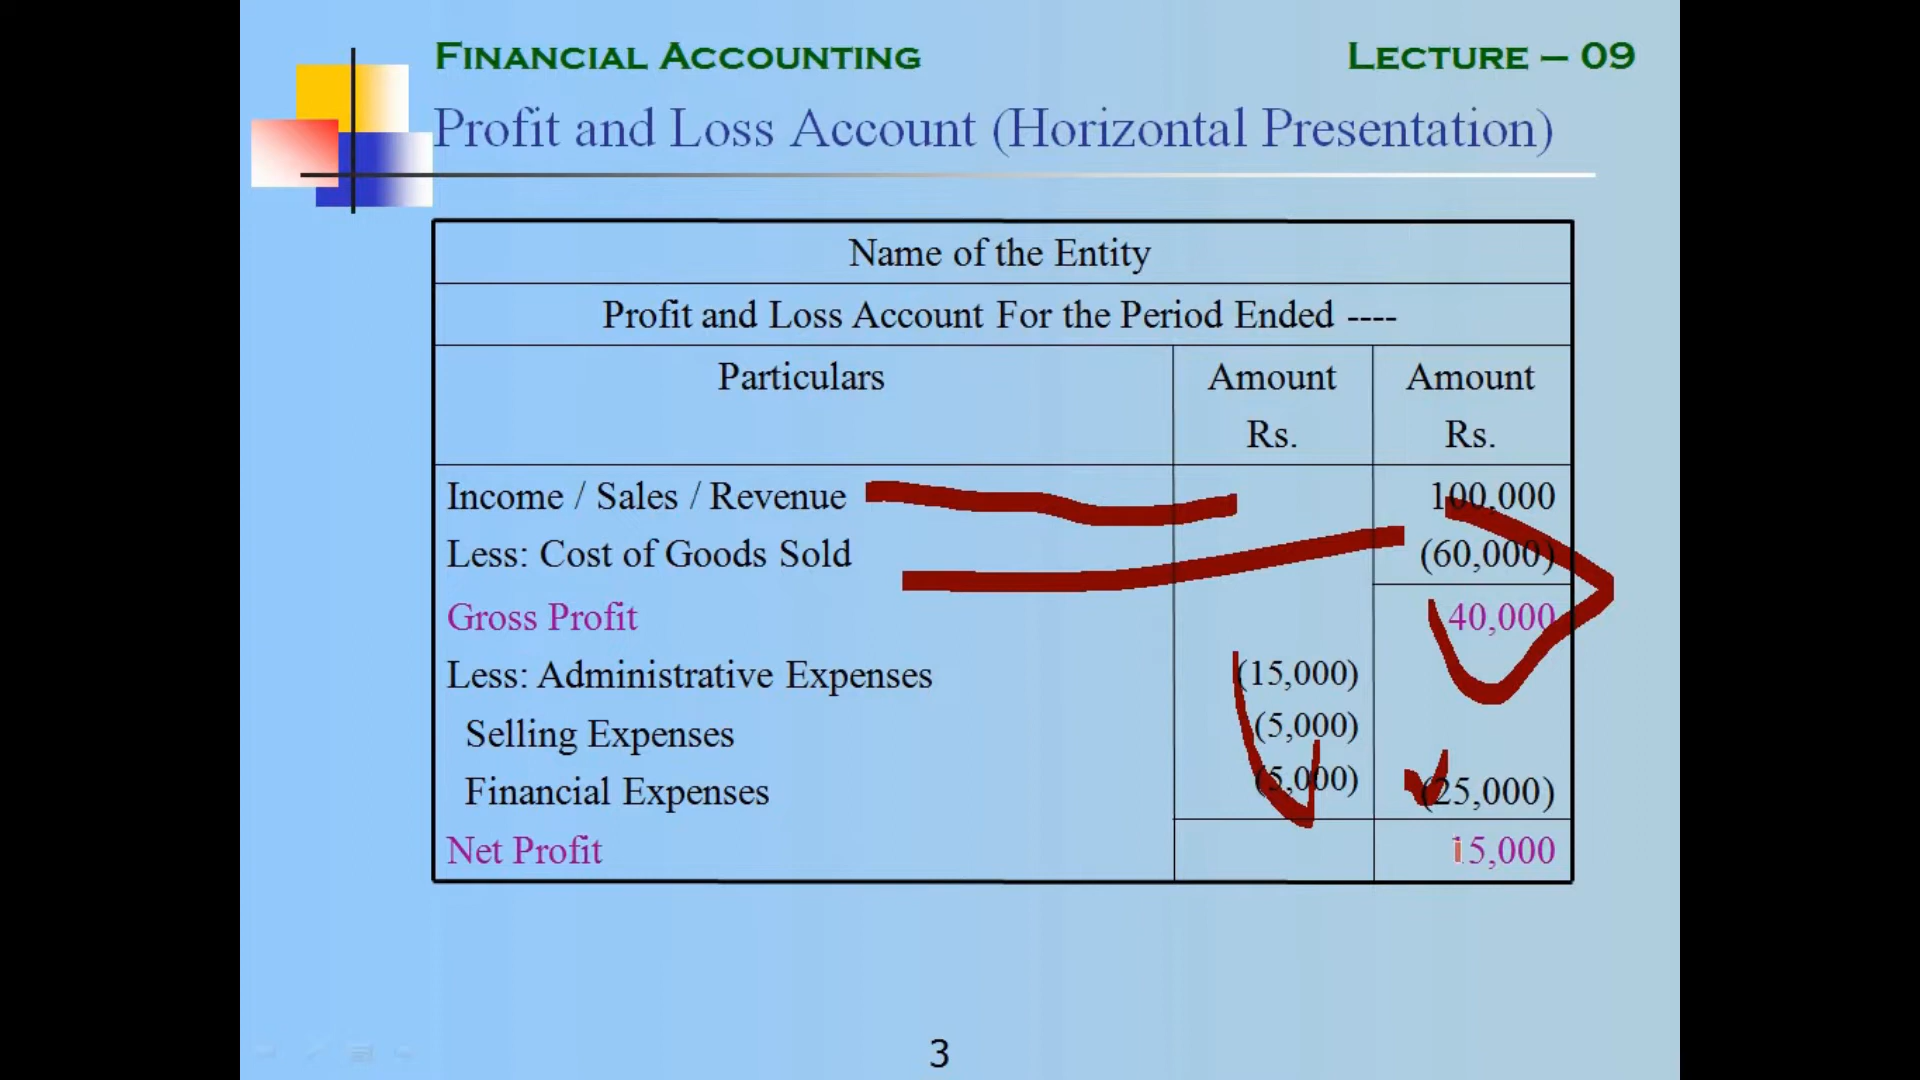 FINANCIAL ACCOUNTING LECTURE – 09
Profit and Loss Account (Horizontal Presentation)
Name of the Entity
Profit and Loss Account For the Period Ended ----
Particulars Amount Rs. Amount Rs.
Income / Sales / Revenue 100,000
Less: Cost of Goods Sold (60,000)
Gross Profit 40,000
Less: Administrative Expenses (15,000)
Selling Expenses (5,000)
Financial Expenses (5,000) (25,000)
Net Profit 15,000
3